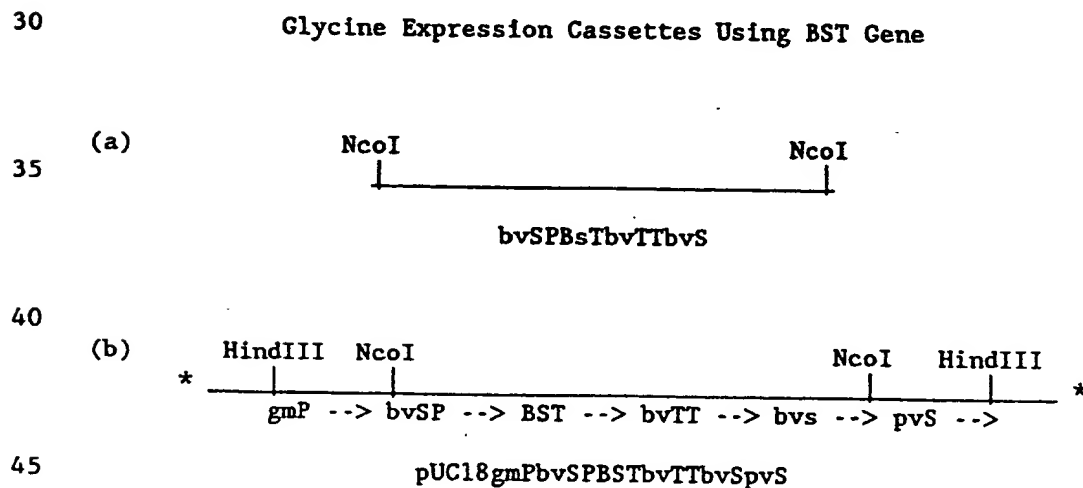 30 Glycine Expression Cassettes Using BST Gene
(a) NcoI NcoI
35
bvSPBsTbvTTbvS
40
(b) HindIII NcoI NcoI HindIII
* *
gmP --> bvSP --> BST --> bvTT --> bvs --> pvS -->
45 pUC18gmPbvSPBSTbvTTbvSpvS